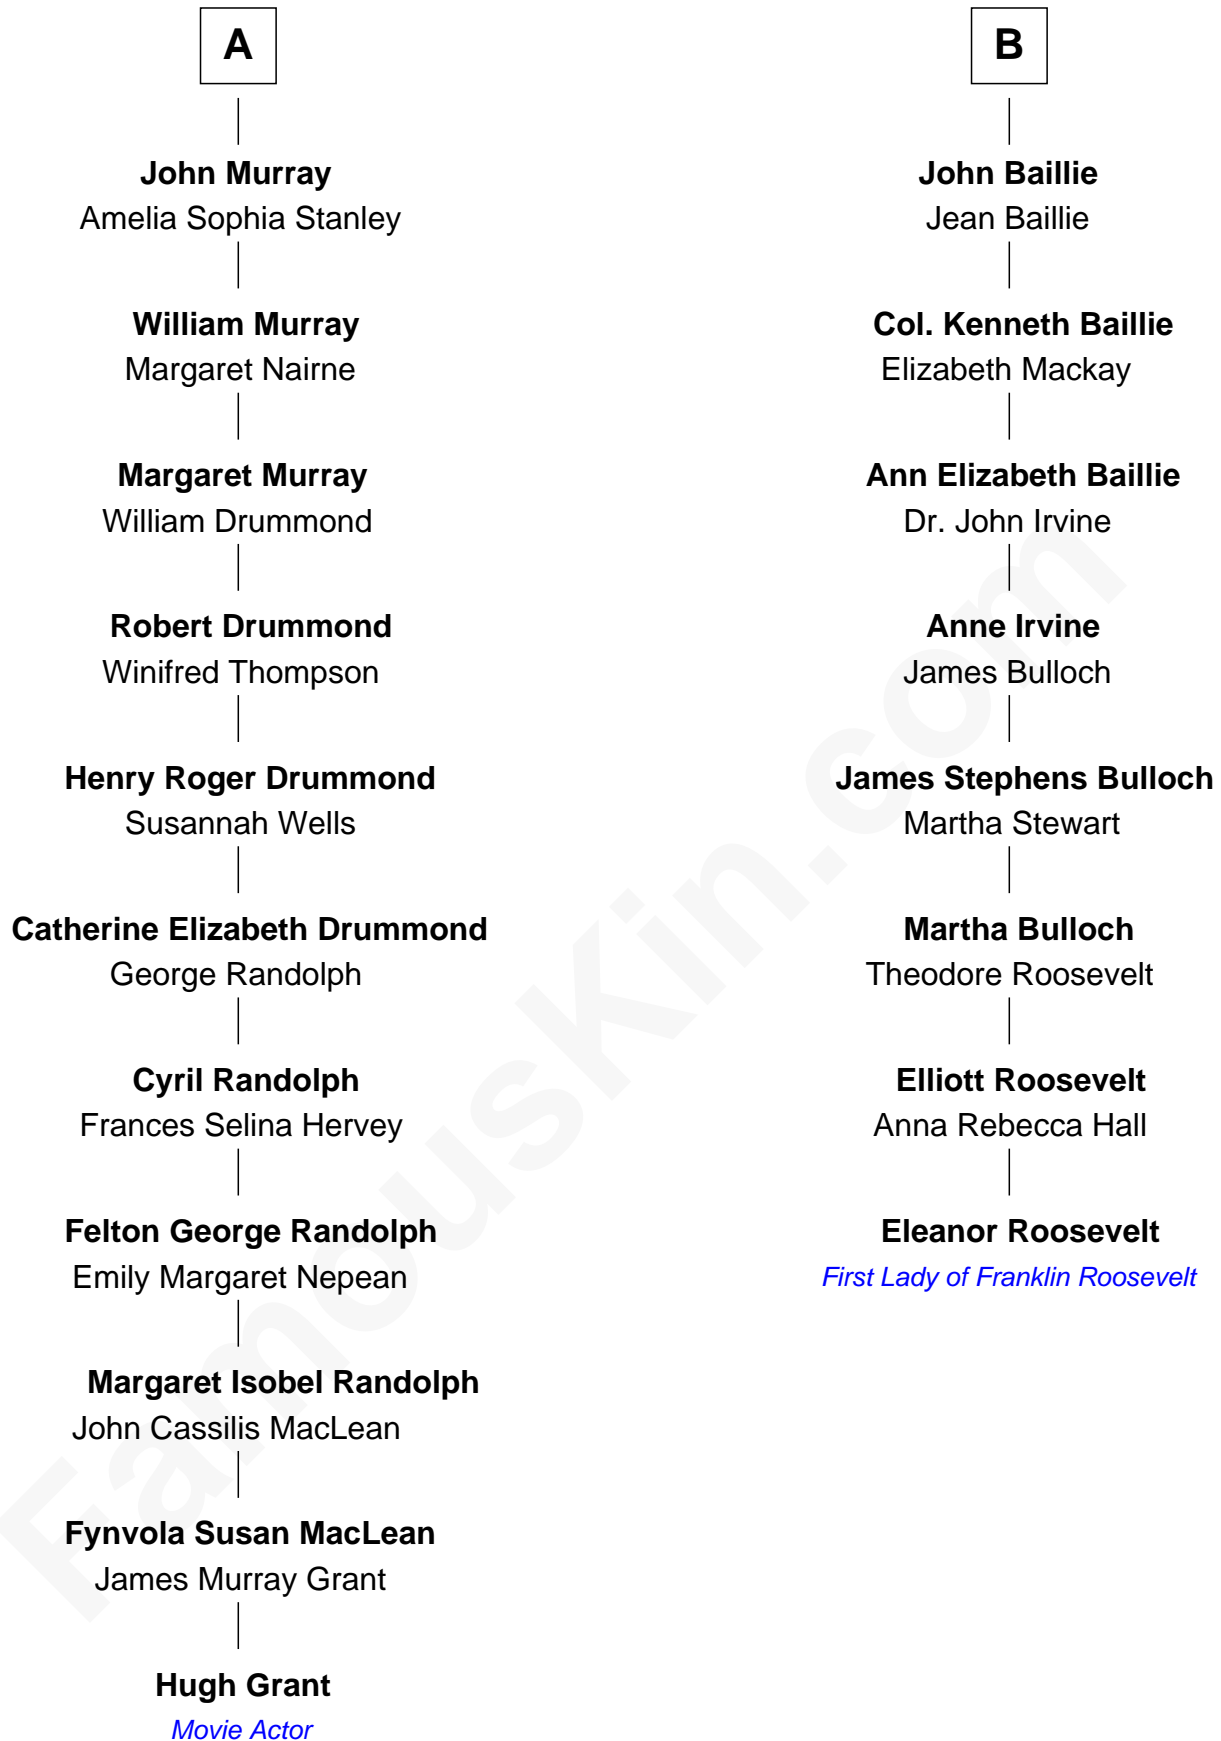 A
John Murray
Amelia Sophia Stanley
William Murray
Margaret Nairne
Margaret Murray
William Drummond
Robert Drummond
Winifred Thompson
Henry Roger Drummond
Susannah Wells
Catherine Elizabeth Drummond
George Randolph
Cyril Randolph
Frances Selina Hervey
Felton George Randolph
Emily Margaret Nepean
Margaret Isobel Randolph
John Cassilis MacLean
Fynvola Susan MacLean
James Murray Grant
Hugh Grant
Movie Actor
B
John Baillie
Jean Baillie
Col. Kenneth Baillie
Elizabeth Mackay
Ann Elizabeth Baillie
Dr. John Irvine
Anne Irvine
James Bulloch
James Stephens Bulloch
Martha Stewart
Martha Bulloch
Theodore Roosevelt
Elliott Roosevelt
Anna Rebecca Hall
Eleanor Roosevelt
First Lady of Franklin Roosevelt
FamousKin.com